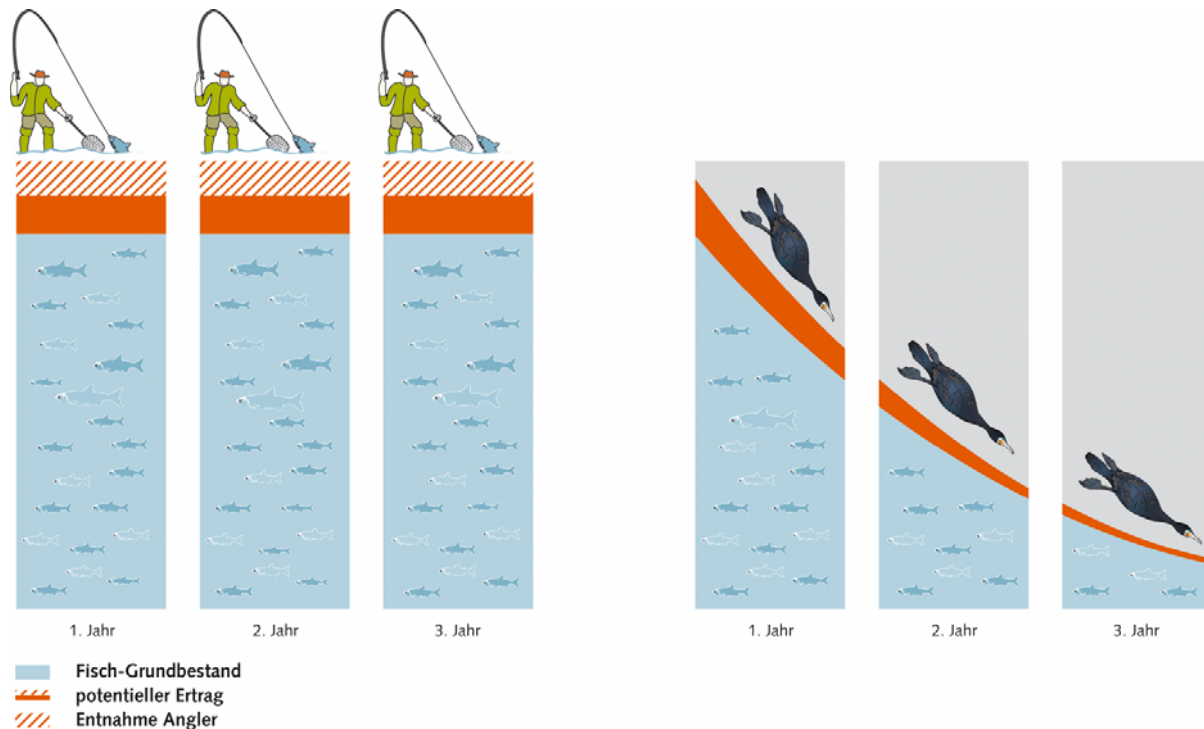 1. Jahr
2. Jahr
3. Jahr
1. Jahr
2. Jahr
3. Jahr
Fisch-Grundbestand
potentieller Ertrag
Entnahme Angler